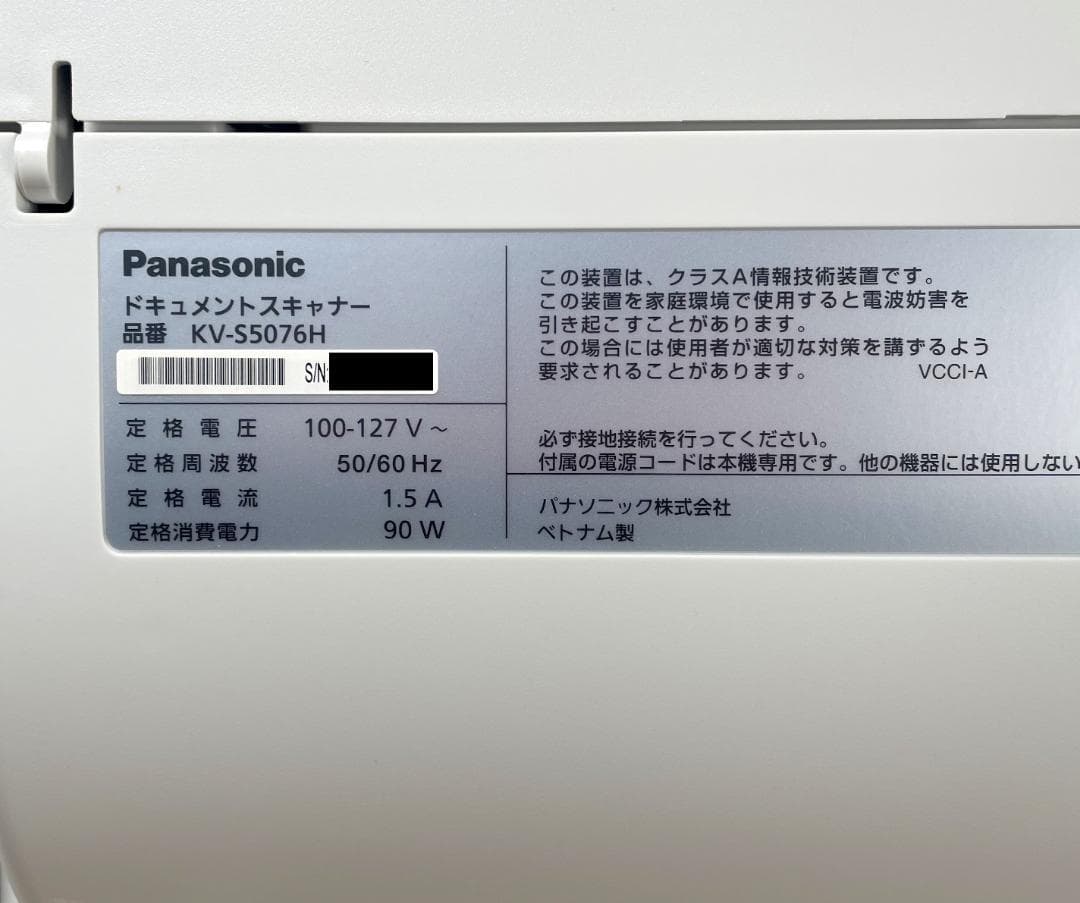 Panasonic
ドキュメントスキャナー
品番 KV-S5076H
S/N:
定格電圧 100-127 V ~
定格周波数 50/60 Hz
定格電流 1.5 A
定格消費電力 90 W
この装置は、クラスA情報技術装置です。
この装置を家庭環境で使用すると電波妨害を
引き起こすことがあります。
この場合には使用者が適切な対策を講ずるよう
要求されることがあります。 VCCI-A
必ず接地接続を行ってください。
付属の電源コードは本機専用です。他の機器には使用しない
パナソニック株式会社
ベトナム製